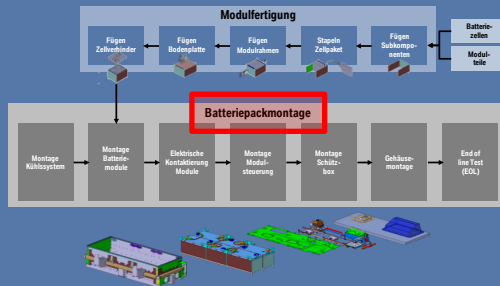 Modulfertigung
Fügen
Zellverbinder
Fügen
Bodenplatte
Fügen
Modulrahmen
Stapeln
Zellpaket
Fügen
Subkompo-
nenten
Batterie-
zellen
Modul-
teile
Batteriepackmontage
Montage
Kühlssystem
Montage
Batterie-
module
Elektrische
Kontaktierung
Module
Montage
Modul-
steuerung
Montage
Schütz-
box
Gehäuse-
montage
End of
line Test
(EOL)